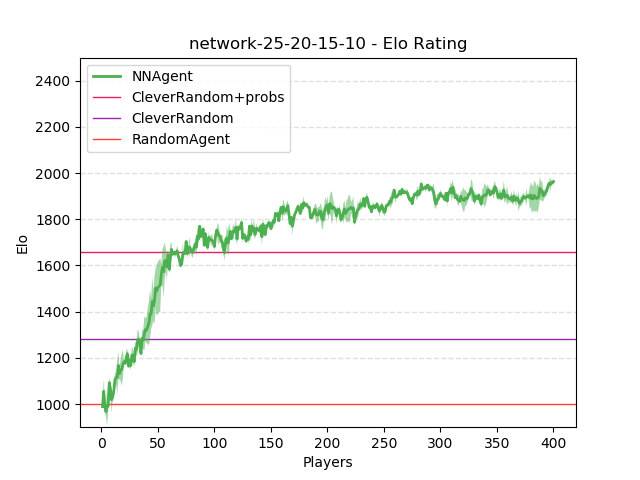 network-25-20-15-10 - Elo Rating
NNAgent
CleverRandom+probs
CleverRandom
RandomAgent
Elo
2400
2200
2000
1800
1600
1400
1200
1000
0 50 100 150 200 250 300 350 400
Players